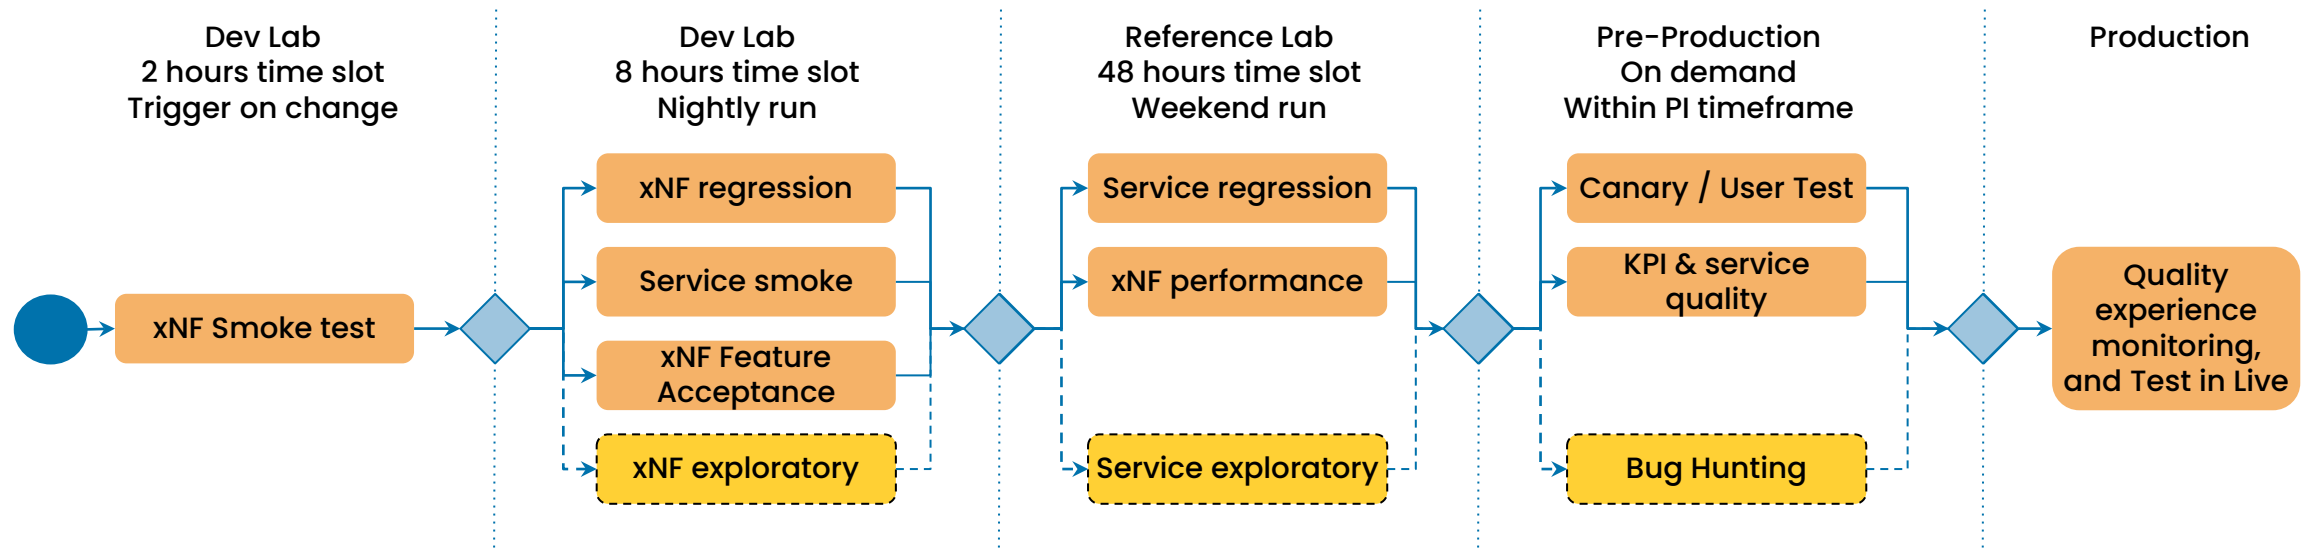 Dev Lab
2 hours time slot
Trigger on change
Dev Lab
8 hours time slot
Nightly run
Reference Lab
48 hours time slot
Weekend run
Pre-Production
On demand
Within PI timeframe
Production
xNF Smoke test
xNF regression
Service smoke
xNF Feature
Acceptance
xNF exploratory
Service regression
xNF performance
Service exploratory
Canary / User Test
KPI & service
quality
Bug Hunting
Quality
experience
monitoring,
and Test in Live